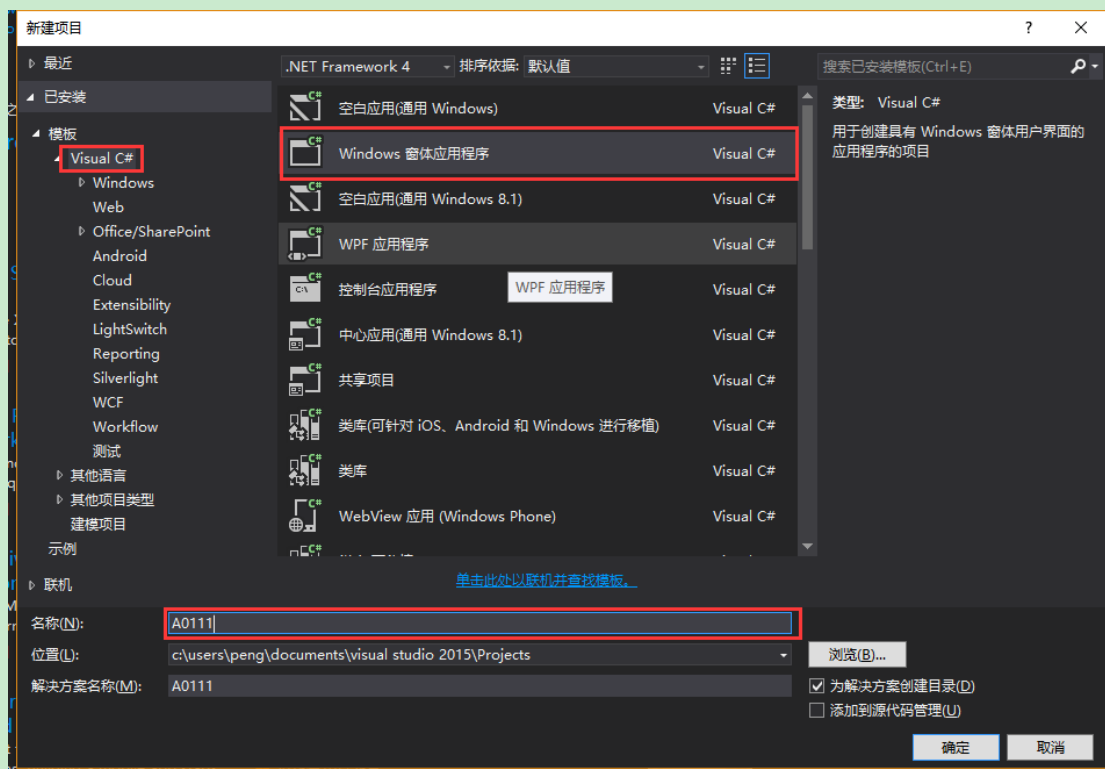 新建项目
? ×
最近
.NET Framework 4 排序依据: 默认值
搜索已安装模板(Ctrl+E)
已安装
模板
Visual C#
Windows
Web
Office/SharePoint
Android
Cloud
Extensibility
LightSwitch
Reporting
Silverlight
WCF
Workflow
测试
其他语言
其他项目类型
建模项目
示例
联机
空白应用(通用 Windows) Visual C#
Windows 窗体应用程序 Visual C#
空白应用(通用 Windows 8.1) Visual C#
WPF 应用程序 Visual C#
控制台应用程序 Visual C#
WPF 应用程序
中心应用(通用 Windows 8.1) Visual C#
共享项目 Visual C#
类库(可针对 iOS、Android 和 Windows 进行移植) Visual C#
类库 Visual C#
WebView 应用 (Windows Phone) Visual C#
单击此处以联机并查找模板。
类型: Visual C#
用于创建具有 Windows 窗体用户界面的
应用程序的项目
名称(N): A0111
位置(L): c:\users\peng\documents\visual studio 2015\Projects
浏览(B)...
解决方案名称(M): A0111
为解决方案创建目录(D)
添加到源代码管理(U)
确定 取消